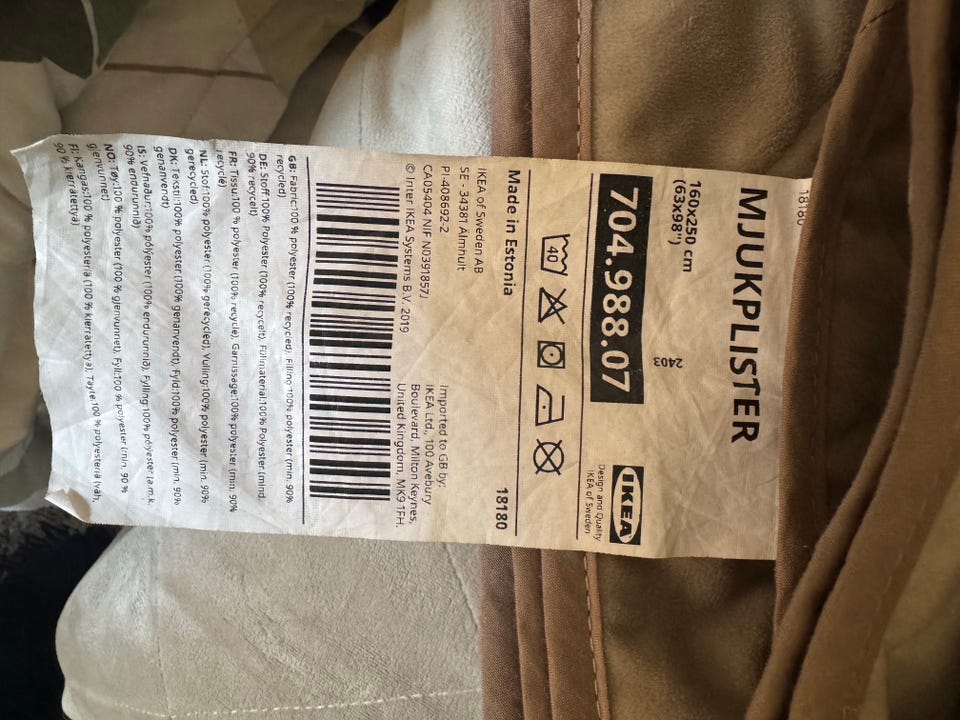 18180
MJUKPLISTER
160x250 cm
(63x98")
2403
704.988.07
IKEA
Design and Quality
IKEA of Sweden
40
Made in Estonia
18180
IKEA of Sweden AB
SE - 34381 Älmhult
PI-408692-2
CA05404 NIF N0391857J
© Inter IKEA Systems B.V. 2019
Imported to GB by:
IKEA Ltd., 100 Avebury
Boulevard, Milton Keynes,
United Kingdom, MK9 1FH.
GB: Fabric:100 % polyester (100% recycled), Filling:100% polyester (min. 90%
recycled)
DE: Stoff:100% Polyester (100% recycelt), Füllmaterial:100% Polyester (mind.
90% recycelt)
FR: Tissu:100 % polyester (100% recyclé), Garnissage:100% polyester (min. 90%
recyclé)
NL: Stof:100% polyester (100% gerecycled), Vulling:100% polyester (min. 90%
gerecycled)
DK: Tekstil:100% polyester (100% genanvendt), Fyld:100% polyester (min. 90%
genanvendt)
IS: Vefnaður:100% pólýester (100% endurunnið), Fylling:100% pólýester (a.m.k.
90% endurunnið)
NO: Tøy:100 % polyester (100 % gjenvunnet), Fyll:100 % polyester (min. 90 %
gjenvunnet)
FI: Kangas:100 % polyesteriä (100 % kierrätettyä), Täyte:100 % polyesteriä (väh.
90 % kierrätettyä)